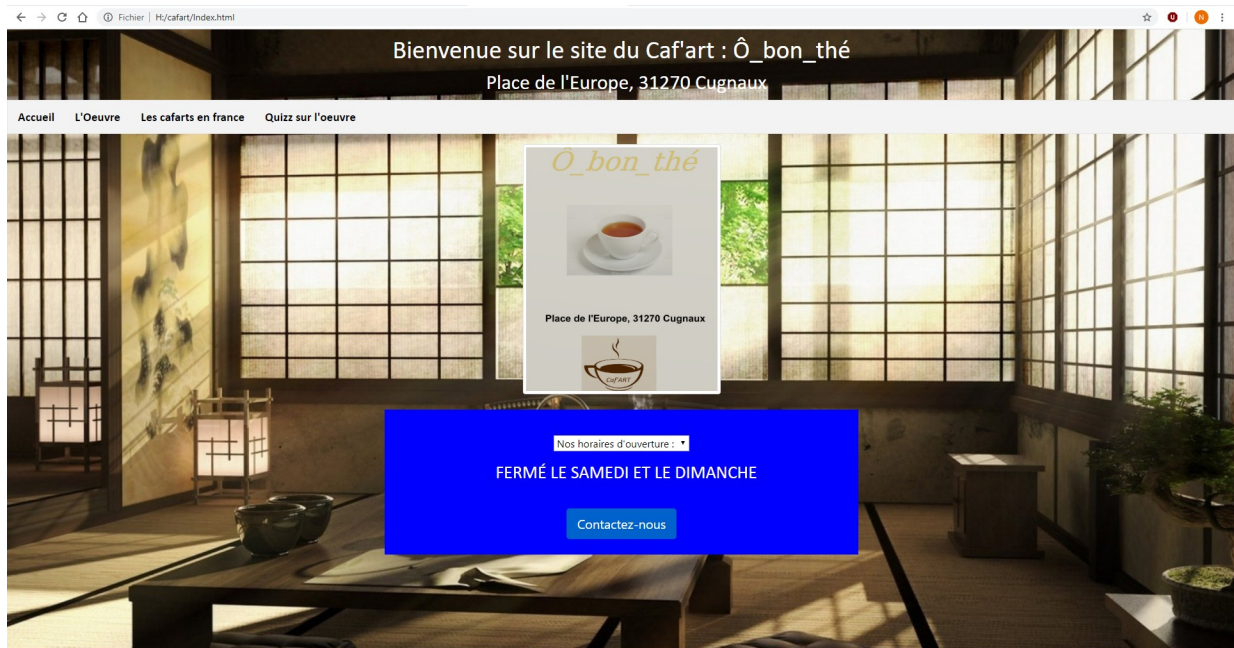 Fichier | H:/cafart/Index.html
U
N
Bienvenue sur le site du Caf'art : Ô_bon_thé
Place de l'Europe, 31270 Cugnaux
Accueil L'Oeuvre Les cafarts en france Quizz sur l'oeuvre
Ô_bon_thé
Place de l'Europe, 31270 Cugnaux
Caf'ART
Nos horaires d'ouverture :
FERMÉ LE SAMEDI ET LE DIMANCHE
Contactez-nous